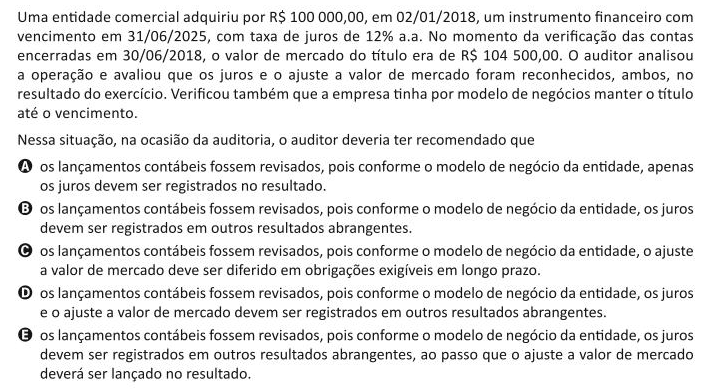 Uma entidade comercial adquiriu por R$ 100 000,00, em 02/01/2018, um instrumento financeiro com
vencimento em 31/06/2025, com taxa de juros de 12% a.a. No momento da verificação das contas
encerradas em 30/06/2018, o valor de mercado do título era de R$ 104 500,00. O auditor analisou
a operação e avaliou que os juros e o ajuste a valor de mercado foram reconhecidos, ambos, no
resultado do exercício. Verificou também que a empresa tinha por modelo de negócios manter o título
até o vencimento.
Nessa situação, na ocasião da auditoria, o auditor deveria ter recomendado que
A os lançamentos contábeis fossem revisados, pois conforme o modelo de negócio da entidade, apenas
os juros devem ser registrados no resultado.
B os lançamentos contábeis fossem revisados, pois conforme o modelo de negócio da entidade, os juros
devem ser registrados em outros resultados abrangentes.
C os lançamentos contábeis fossem revisados, pois conforme o modelo de negócio da entidade, o ajuste
a valor de mercado deve ser diferido em obrigações exigíveis em longo prazo.
D os lançamentos contábeis fossem revisados, pois conforme o modelo de negócio da entidade, os juros
e o ajuste a valor de mercado devem ser registrados em outros resultados abrangentes.
E os lançamentos contábeis fossem revisados, pois conforme o modelo de negócio da entidade, os juros
devem ser registrados em outros resultados abrangentes, ao passo que o ajuste a valor de mercado
deverá ser lançado no resultado.